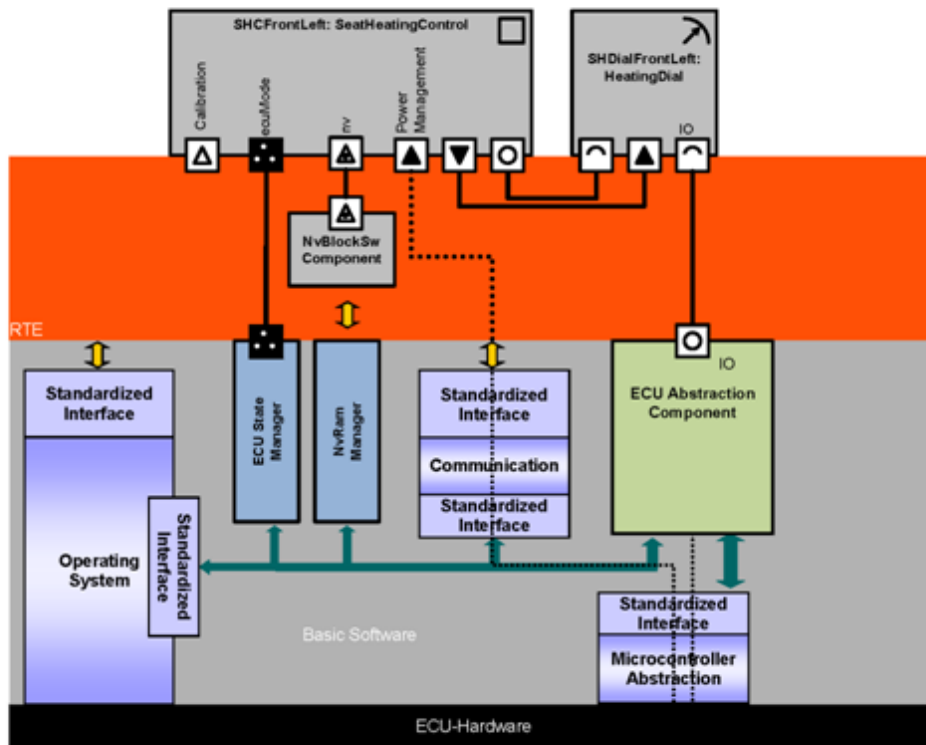 SHCFrontLeft: SeatHeatingControl
SHDialFrontLeft:
HeatingDial
Calibration
ecuMode
nv
Power
Management
IO
NvBlockSw
Component
RTE
Standardized
Interface
Operating
System
Standardized
Interface
ECU State
Manager
NvRam
Manager
Standardized
Interface
Communication
Standardized
Interface
IO
ECU Abstraction
Component
Standardized
Interface
Microcontroller
Abstraction
Basic Software
ECU-Hardware